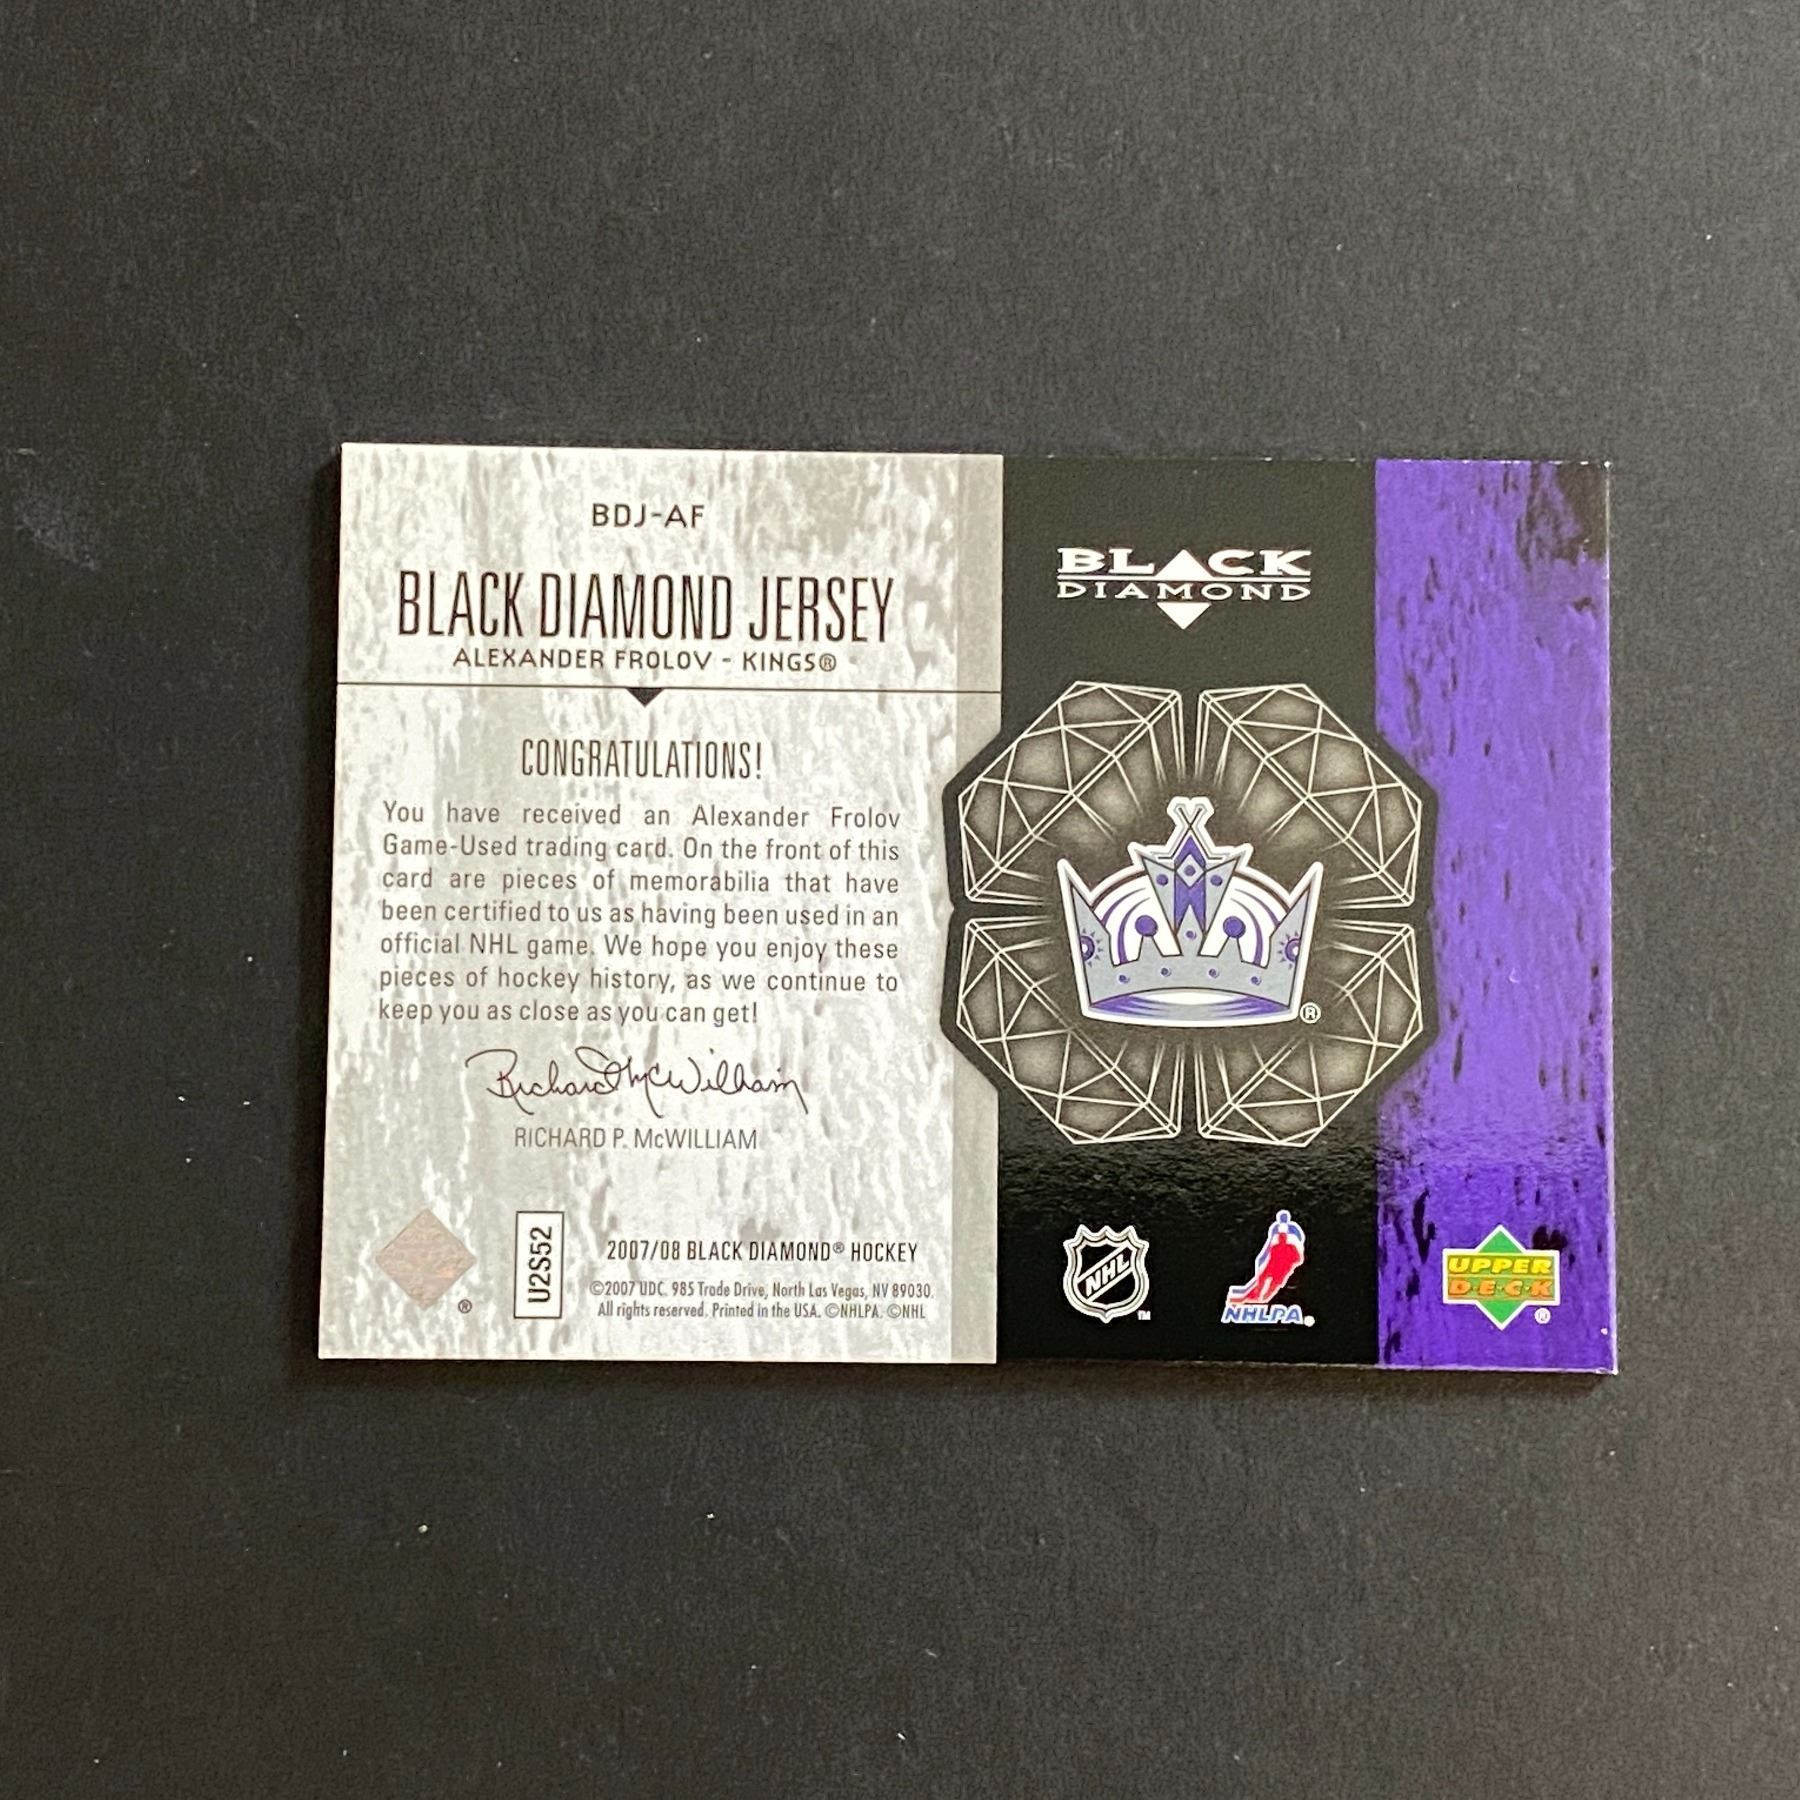 BDJ-AF
BLACK DIAMOND JERSEY
ALEXANDER FROLOV - KINGS®
CONGRATULATIONS!
You have received an Alexander Frolov
Game-Used trading card. On the front of this
card are pieces of memorabilia that have
been certified to us as having been used in an
official NHL game. We hope you enjoy these
pieces of hockey history, as we continue to
keep you as close as you can get!
Richard McWilliam
RICHARD P. McWILLIAM
®
U2S52
2007/08 BLACK DIAMOND® HOCKEY
©2007 UDC. 985 Trade Drive, North Las Vegas, NV 89030.
All rights reserved. Printed in the USA. ©NHLPA. ©NHL
BLACK
DIAMOND
®
NHL
™
NHLPA®
UPPER
DECK
®